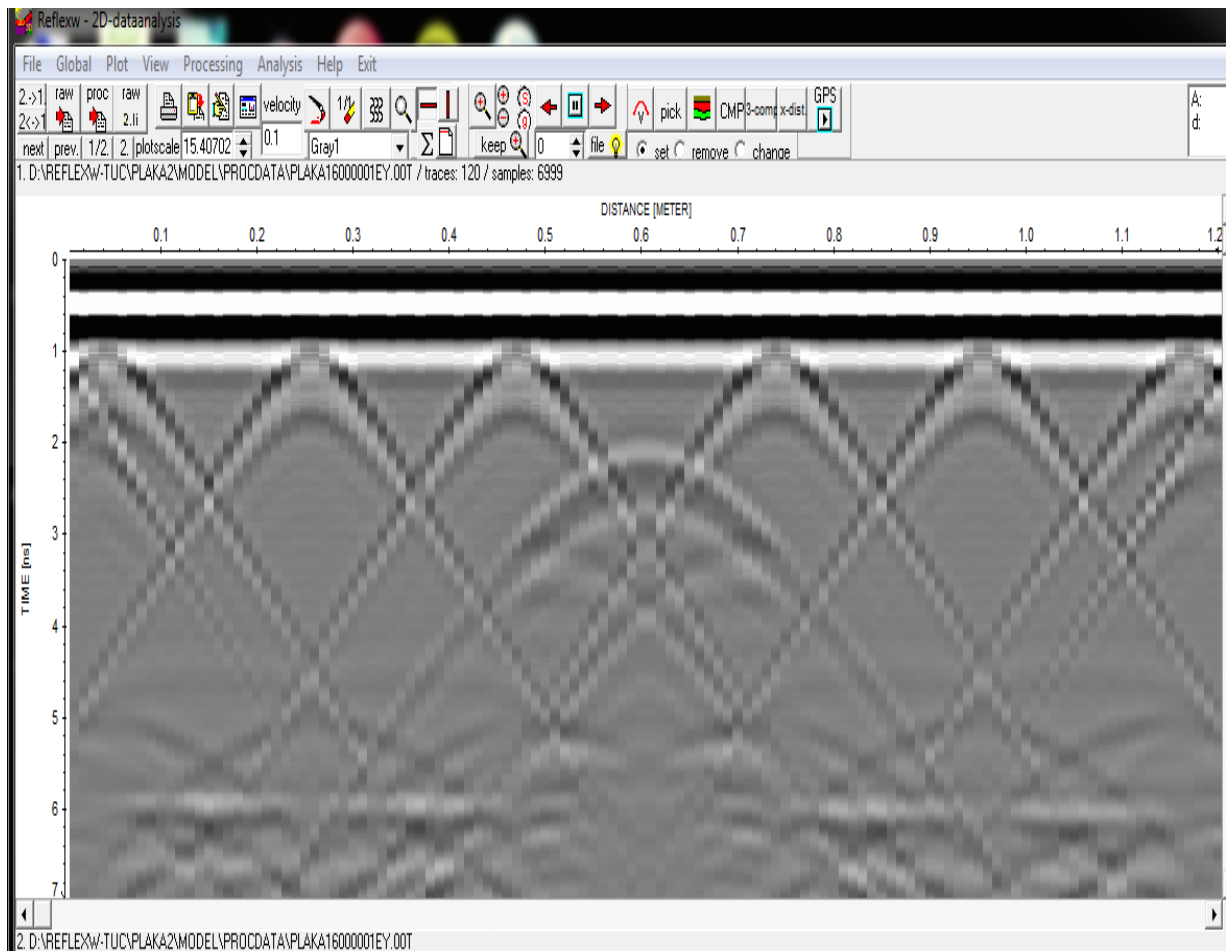 Reflexw - 2D-dataanalysis
File Global Plot View Processing Analysis Help Exit
2.->1. raw proc raw velocity 1/1 pick CMP 3-comp. x-dist. GPS A:
2<->1 2.li 0.1 d:
next prev. 1/2. 2. plotscale 15.40702 Gray1 Σ keep 0 file set remove change
1. D:\REFLEXW-TUC\PLAKA2\MODEL\PROCDATA\PLAKA16000001EY.00T / traces: 120 / samples: 6999
DISTANCE [METER]
0.1 0.2 0.3 0.4 0.5 0.6 0.7 0.8 0.9 1.0 1.1 1.2
0
1
2
3
TIME [ns]
4
5
6
7
2. D:\REFLEXW-TUC\PLAKA2\MODEL\PROCDATA\PLAKA16000001EY.00T